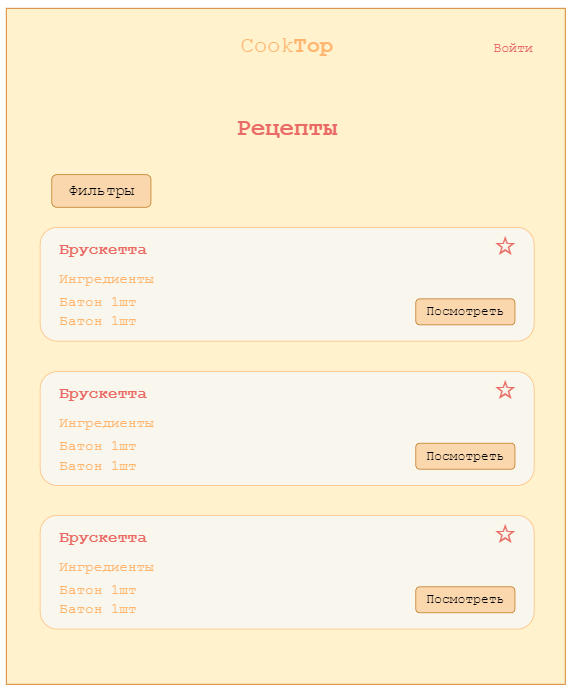 CookTop
Войти
Рецепты
Фильтры
Брускетта
Ингредиенты
Батон 1шт
Батон 1шт
Посмотреть
Брускетта
Ингредиенты
Батон 1шт
Батон 1шт
Посмотреть
Брускетта
Ингредиенты
Батон 1шт
Батон 1шт
Посмотреть